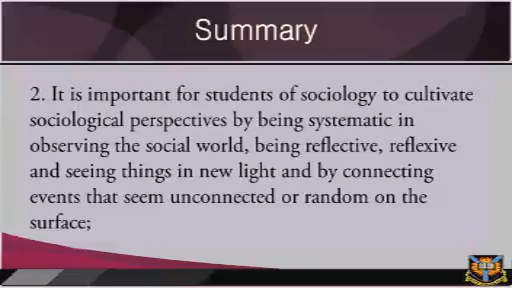 Summary
2. It is important for students of sociology to cultivate
sociological perspectives by being systematic in
observing the social world, being reflective, reflexive
and seeing things in new light and by connecting
events that seem unconnected or random on the
surface;